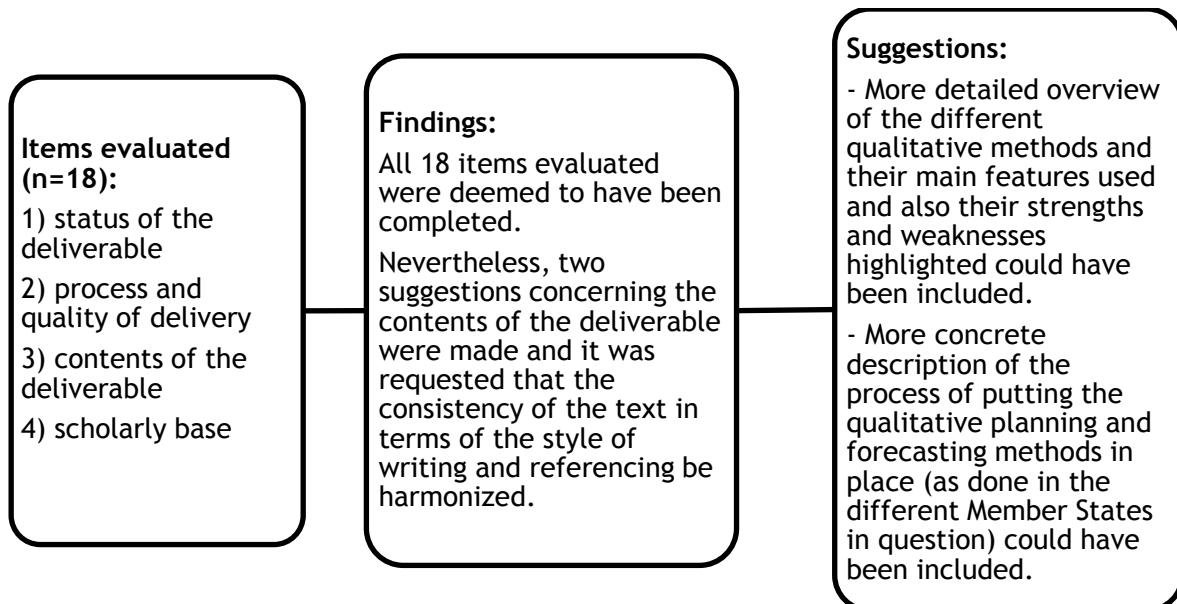 Items evaluated
(n=18):
1) status of the
deliverable
2) process and
quality of delivery
3) contents of the
deliverable
4) scholarly base
Findings:
All 18 items evaluated
were deemed to have been
completed.
Nevertheless, two
suggestions concerning the
contents of the deliverable
were made and it was
requested that the
consistency of the text in
terms of the style of
writing and referencing be
harmonized.
Suggestions:
- More detailed overview
of the different
qualitative methods and
their main features used
and also their strengths
and weaknesses
highlighted could have
been included.
- More concrete
description of the
process of putting the
qualitative planning and
forecasting methods in
place (as done in the
different Member States
in question) could have
been included.